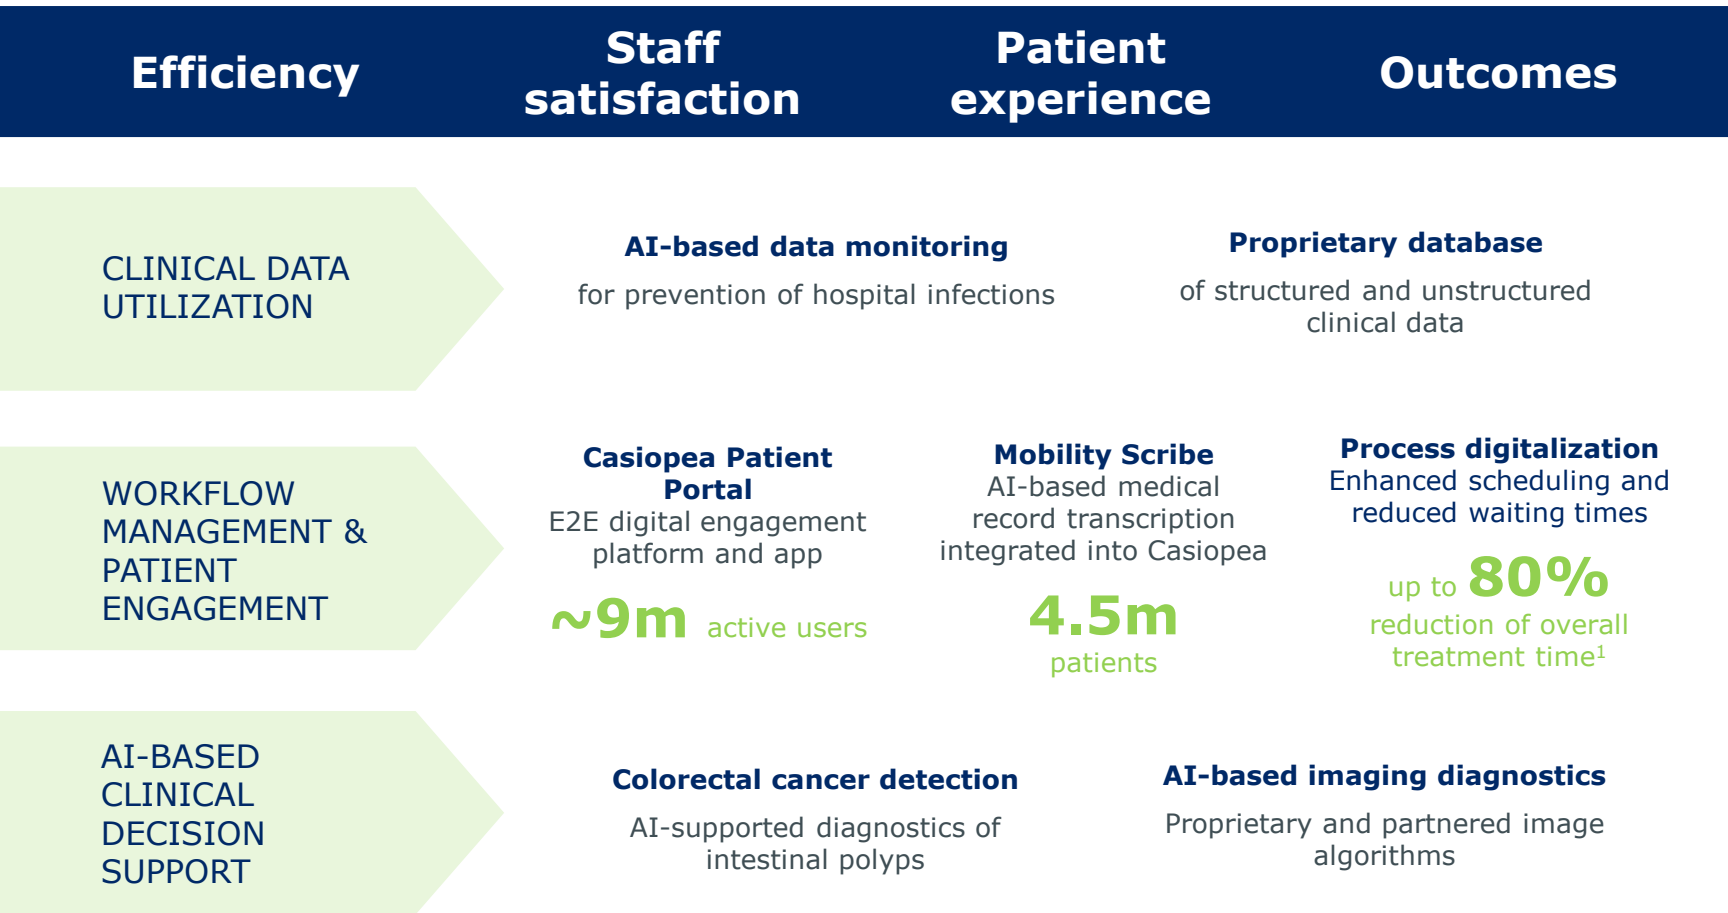 Efficiency
Staff
satisfaction
Patient
experience
Outcomes
CLINICAL DATA
UTILIZATION
AI-based data monitoring
for prevention of hospital infections
Proprietary database
of structured and unstructured
clinical data
WORKFLOW
MANAGEMENT &
PATIENT
ENGAGEMENT
Casiopea Patient
Portal
E2E digital engagement
platform and app
~9m active users
Mobility Scribe
AI-based medical
record transcription
integrated into Casiopea
4.5m
patients
Process digitalization
Enhanced scheduling and
reduced waiting times
up to 80%
reduction of overall
treatment time¹
AI-BASED
CLINICAL
DECISION
SUPPORT
Colorectal cancer detection
AI-supported diagnostics of
intestinal polyps
AI-based imaging diagnostics
Proprietary and partnered image
algorithms